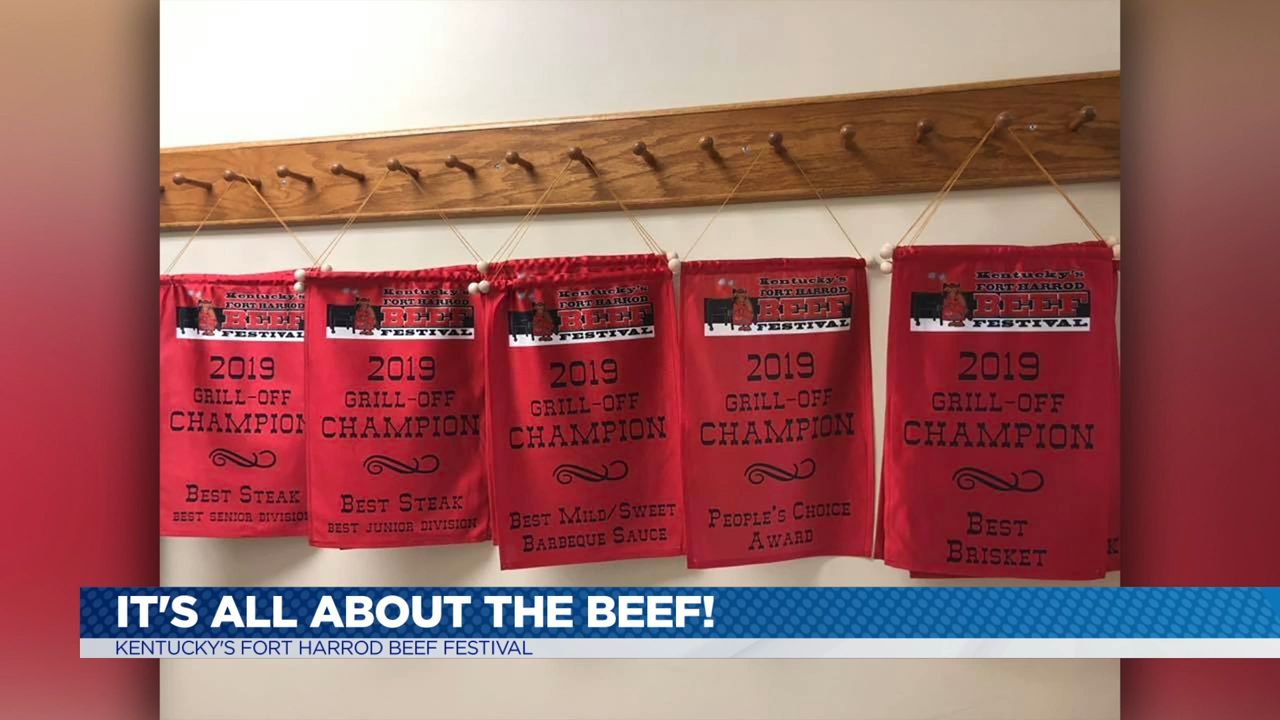 Kentucky's
FORT HARROD
BEEF
FESTIVAL
2019
GRILL-OFF
CHAMPION
BEST STEAK
BEST SENIOR DIVISION
Kentucky's
FORT HARROD
BEEF
FESTIVAL
2019
GRILL-OFF
CHAMPION
BEST STEAK
BEST JUNIOR DIVISION
Kentucky's
FORT HARROD
BEEF
FESTIVAL
2019
GRILL-OFF
CHAMPION
BEST MILD/SWEET
BARBEQUE SAUCE
Kentucky's
FORT HARROD
BEEF
FESTIVAL
2019
GRILL-OFF
CHAMPION
PEOPLE'S CHOICE
AWARD
Kentucky's
FORT HARROD
BEEF
FESTIVAL
2019
GRILL-OFF
CHAMPION
BEST
BRISKET
IT'S ALL ABOUT THE BEEF!
KENTUCKY'S FORT HARROD BEEF FESTIVAL